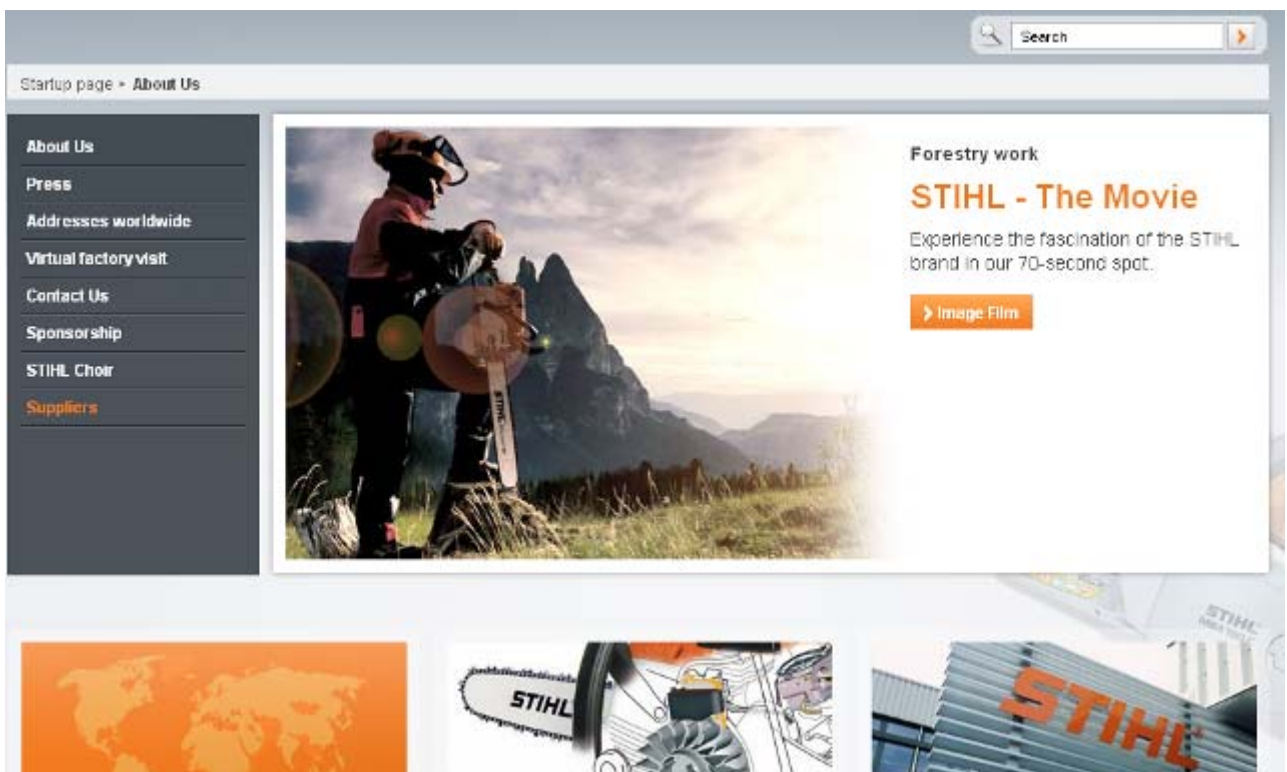 Search
Startup page ▸ About Us
About Us
Press
Addresses worldwide
Virtual factory visit
Contact Us
Sponsorship
STIHL Choir
Suppliers
STIHL
Forestry work
STIHL - The Movie
Experience the fascination of the STIHL
brand in our 70-second spot.
Image Film
STIHL
STIHL
STIHL